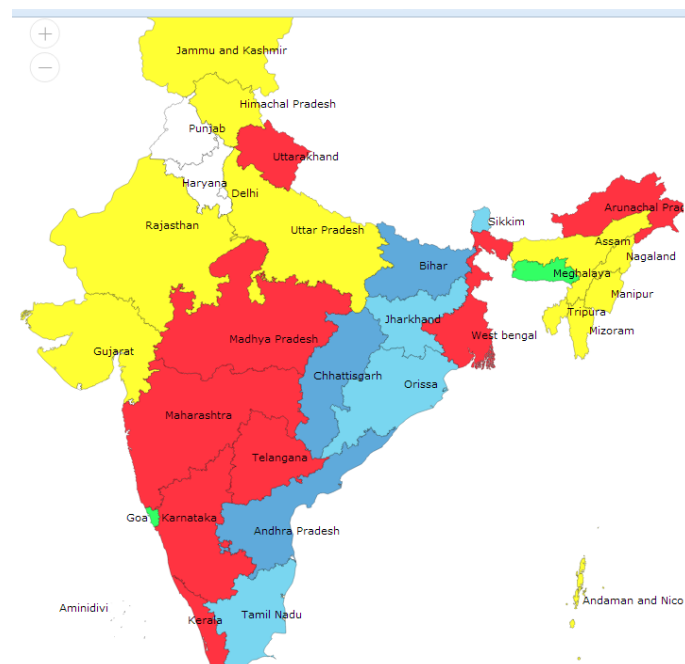 Jammu and Kashmir
Himachal Pradesh
Punjab
Uttarakhand
Haryana
Delhi
Rajasthan
Uttar Pradesh
Sikkim
Arunachal Prad
Assam
Nagaland
Bihar
Meghalaya
Manipur
Jharkhand
Tripura
Mizoram
West bengal
Madhya Pradesh
Gujarat
Chhattisgarh
Orissa
Maharashtra
Telangana
Goa
Karnataka
Andhra Pradesh
Andaman and Nico
Aminidivi
Kerala
Tamil Nadu